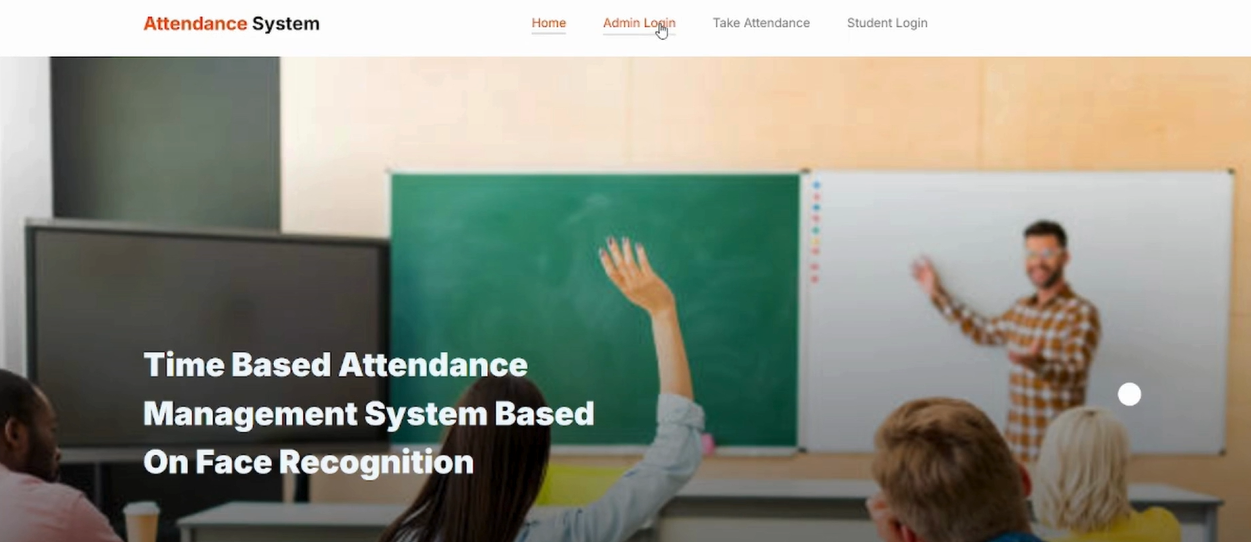 Attendance System
Home Admin Login Take Attendance Student Login
Time Based Attendance
Management System Based
On Face Recognition